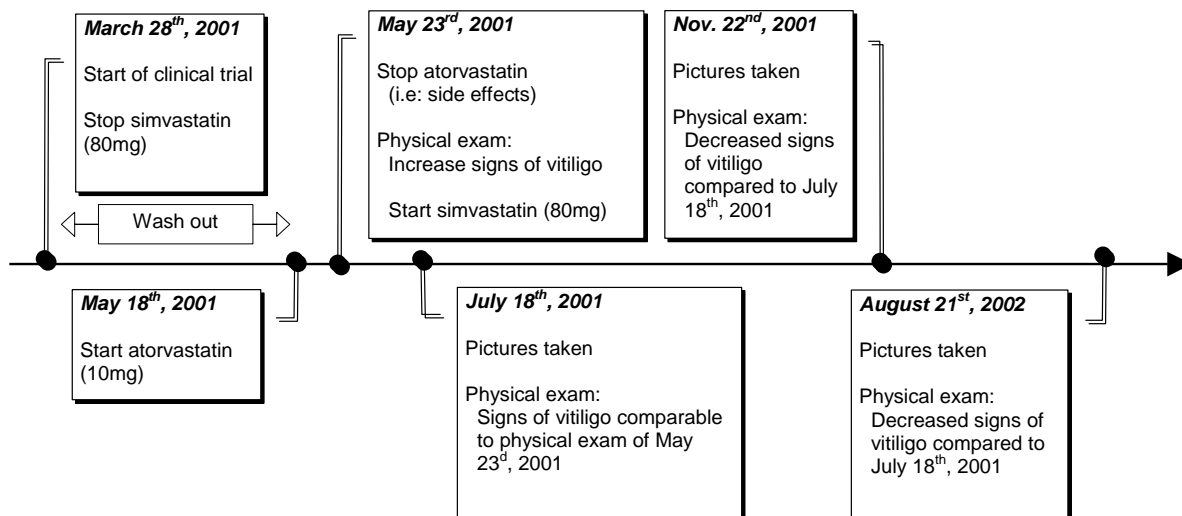 March 28th, 2001
Start of clinical trial
Stop simvastatin
(80mg)
Wash out
May 18th, 2001
Start atorvastatin
(10mg)
May 23rd, 2001
Stop atorvastatin
(i.e: side effects)
Physical exam:
Increase signs of vitiligo
Start simvastatin (80mg)
July 18th, 2001
Pictures taken
Physical exam:
Signs of vitiligo comparable
to physical exam of May
23d, 2001
Nov. 22nd, 2001
Pictures taken
Physical exam:
Decreased signs
of vitiligo
compared to July
18th, 2001
August 21st, 2002
Pictures taken
Physical exam:
Decreased signs of
vitiligo compared to
July 18th, 2001